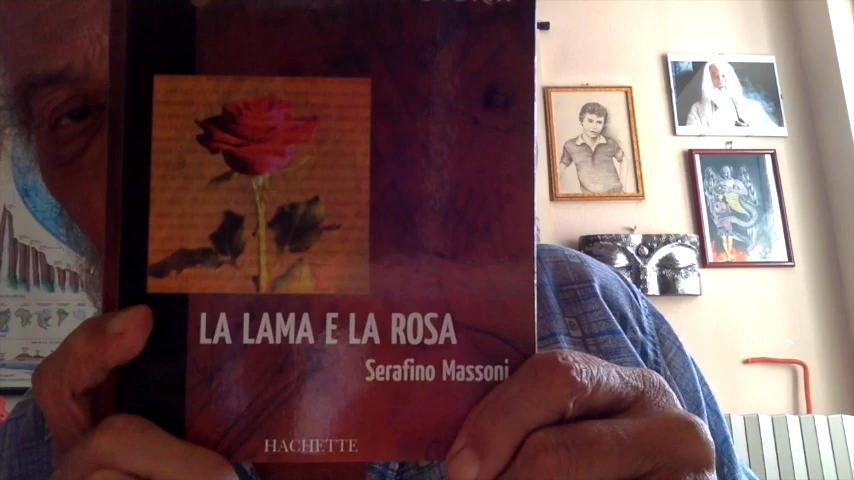 LA LAMA E LA ROSA
Serafino Massoni
HACHETTE